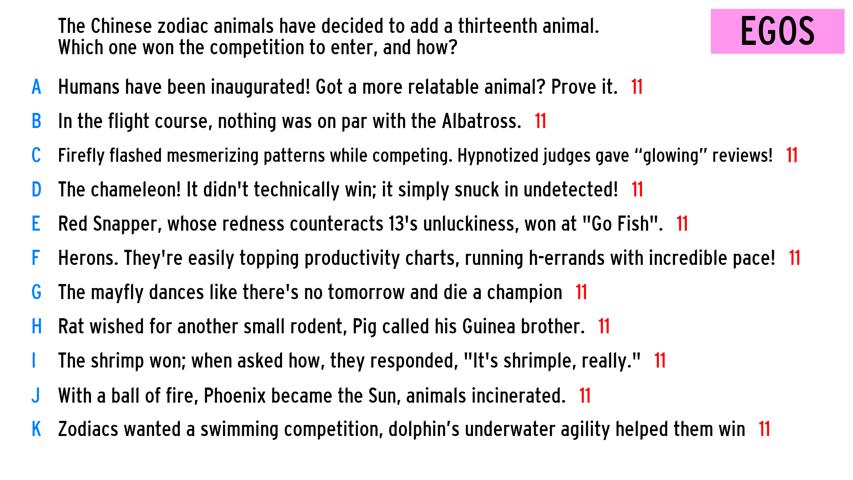 The Chinese zodiac animals have decided to add a thirteenth animal.
Which one won the competition to enter, and how?
EGOS
A Humans have been inaugurated! Got a more relatable animal? Prove it. 11
B In the flight course, nothing was on par with the Albatross. 11
C Firefly flashed mesmerizing patterns while competing. Hypnotized judges gave “glowing” reviews! 11
D The chameleon! It didn't technically win; it simply snuck in undetected! 11
E Red Snapper, whose redness counteracts 13's unluckiness, won at "Go Fish". 11
F Herons. They're easily topping productivity charts, running h-errands with incredible pace! 11
G The mayfly dances like there's no tomorrow and die a champion 11
H Rat wished for another small rodent, Pig called his Guinea brother. 11
I The shrimp won; when asked how, they responded, "It's shrimple, really." 11
J With a ball of fire, Phoenix became the Sun, animals incinerated. 11
K Zodiacs wanted a swimming competition, dolphin’s underwater agility helped them win 11